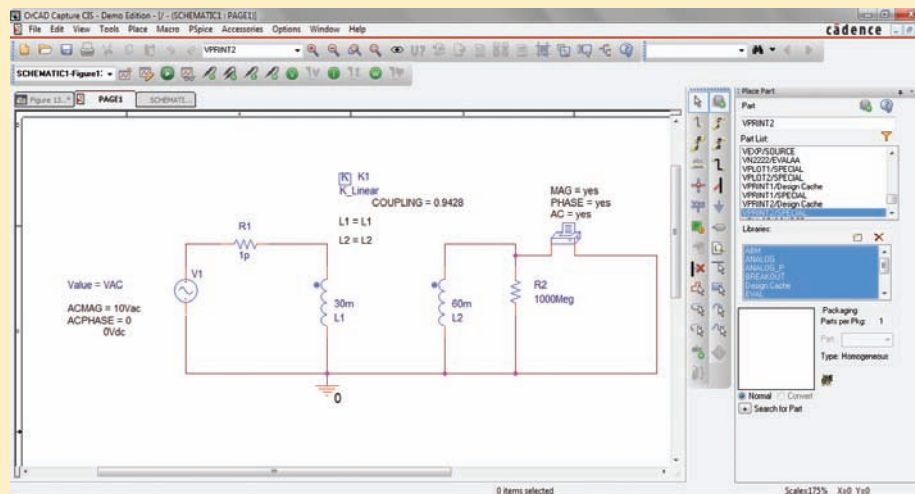 OrCAD Capture CIS - Demo Edition - [/ - (SCHEMATIC1 : PAGE1)]
File Edit View Tools Place Macro PSpice Accessories Options Window Help
cādence
VPRINT2
SCHEMATIC1-Figure1:
Figure 13...*
PAGE1
SCHEMATI...
K K1
K_Linear
COUPLING = 0.9428
L1 = L1
L2 = L2
MAG = yes
PHASE = yes
AC = yes
R1
1p
V1
Value = VAC
ACMAG = 10Vac
ACPHASE = 0
0Vdc
30m
L1
60m
L2
R2
1000Meg
0
Place Part
Part
VPRINT2
Part List:
VEXP/SOURCE
VN2222/EVALAA
VPLOT1/SPECIAL
VPLOT2/SPECIAL
VPRINT1/Design Cache
VPRINT1/SPECIAL
VPRINT2/Design Cache
VPRINT2/SPECIAL
Libraries:
ABM
ANALOG
ANALOG_P
BREAKOUT
Design Cache
EVAL
Packaging
Parts per Pkg: 1
Part:
Type: Homogeneous
Normal Convert
Search for Part
0 items selected
Scale=175% X=0 Y=0